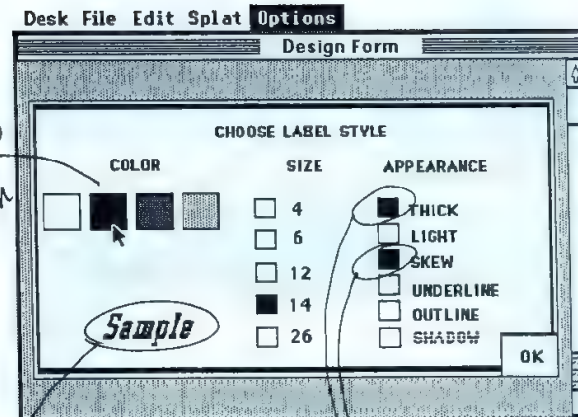 Desk File Edit Splat Options
Design Form
CHOOSE LABEL STYLE
COLOR SIZE APPEARANCE
4 THICK
6 LIGHT
12 SKEW
14 UNDERLINE
26 OUTLINE
SHADOW
Sample
OK